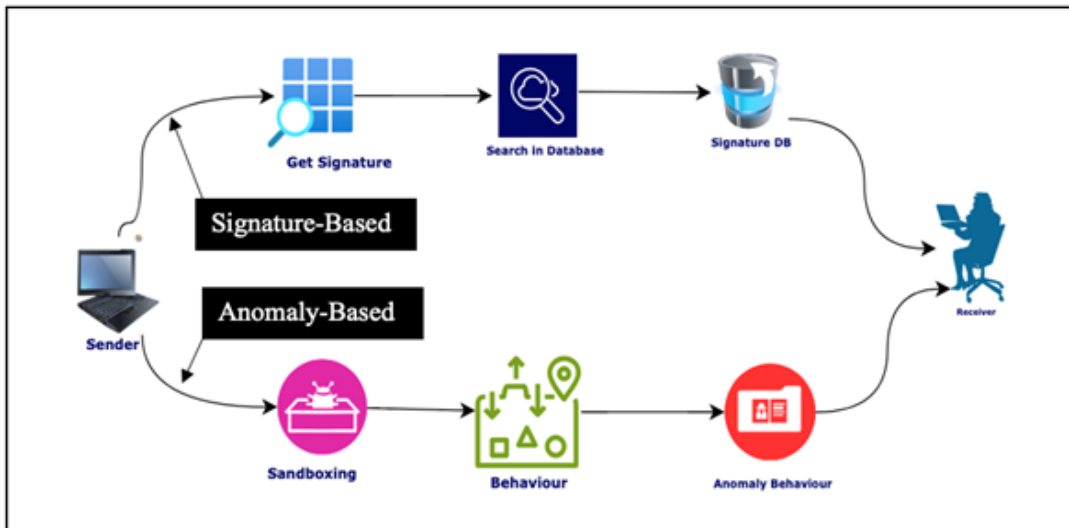 Get Signature
Search in Database
Signature DB
Signature-Based
Anomaly-Based
Sender
Receiver
Sandboxing
Behaviour
Anomaly Behaviour